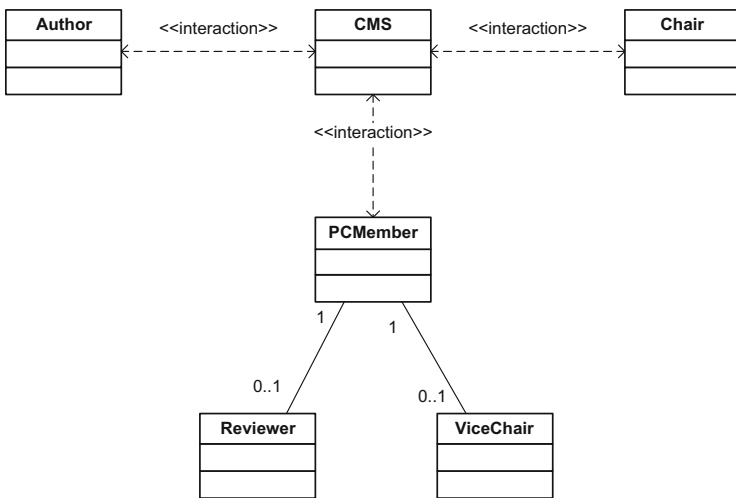 Author
<<interaction>>
CMS
<<interaction>>
Chair
<<interaction>>
PCMember
1
1
0..1
0..1
Reviewer
ViceChair